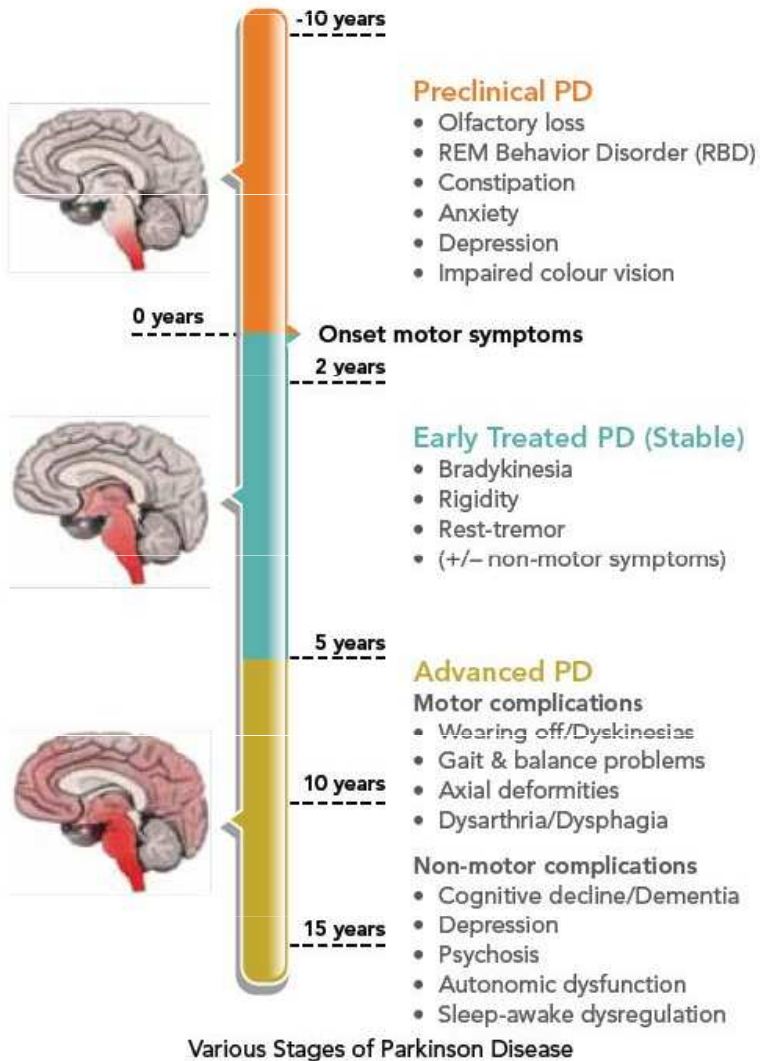 -10 years
Preclinical PD
• Olfactory loss
• REM Behavior Disorder (RBD)
• Constipation
• Anxiety
• Depression
• Impaired colour vision
0 years
Onset motor symptoms
2 years
Early Treated PD (Stable)
• Bradykinesia
• Rigidity
• Rest-tremor
• (+/– non-motor symptoms)
5 years
Advanced PD
Motor complications
• Wearing off/Dyskinesias
• Gait & balance problems
10 years
• Axial deformities
• Dysarthria/Dysphagia
Non-motor complications
• Cognitive decline/Dementia
15 years
• Depression
• Psychosis
• Autonomic dysfunction
• Sleep-awake dysregulation
Various Stages of Parkinson Disease